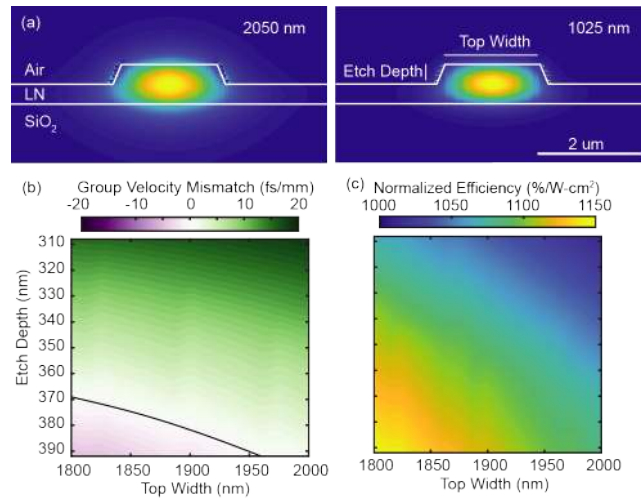 (a)
2050 nm
Air
LN
SiO₂
1025 nm
Top Width
Etch Depth
2 um
(b)
Group Velocity Mismatch (fs/mm)
-20 -10 0 10 20
Etch Depth (nm)
310
320
330
340
350
360
370
380
390
1800 1850 1900 1950 2000
Top Width (nm)
(c)
Normalized Efficiency (%/W-cm²)
1000 1050 1100 1150
1800 1850 1900 1950 2000
Top Width (nm)